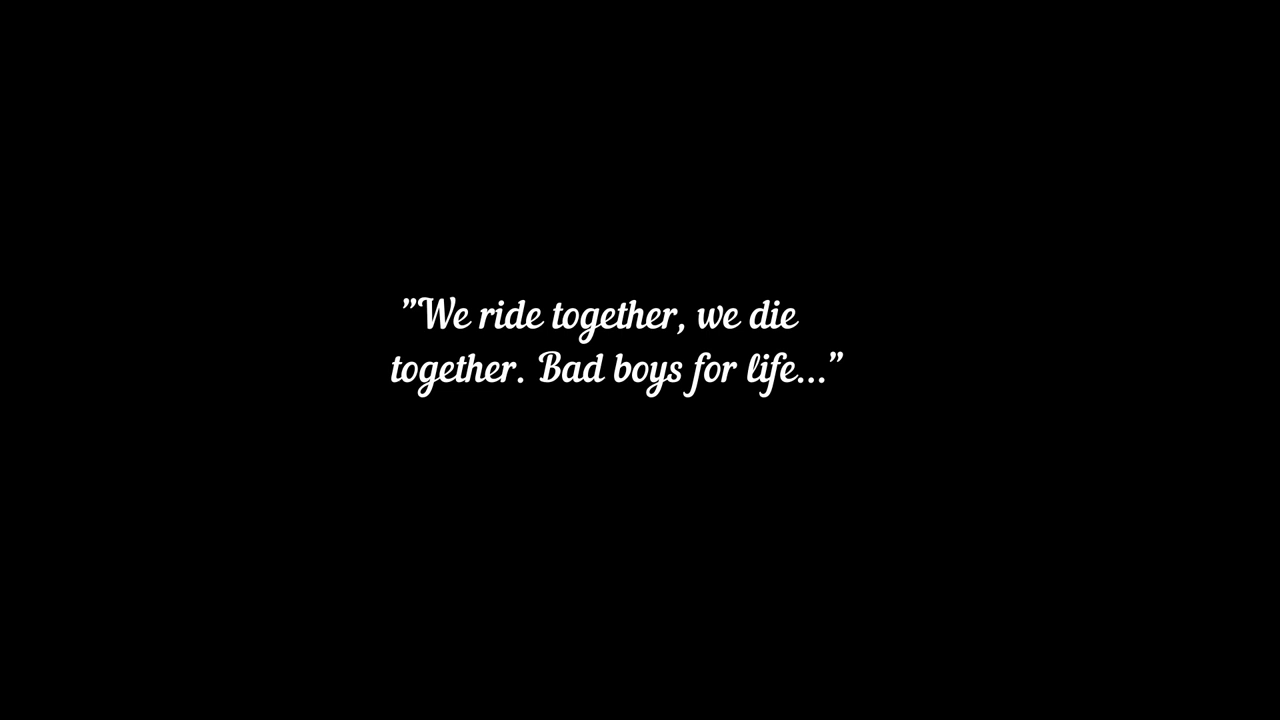 ”We ride together, we die
together. Bad boys for life...”